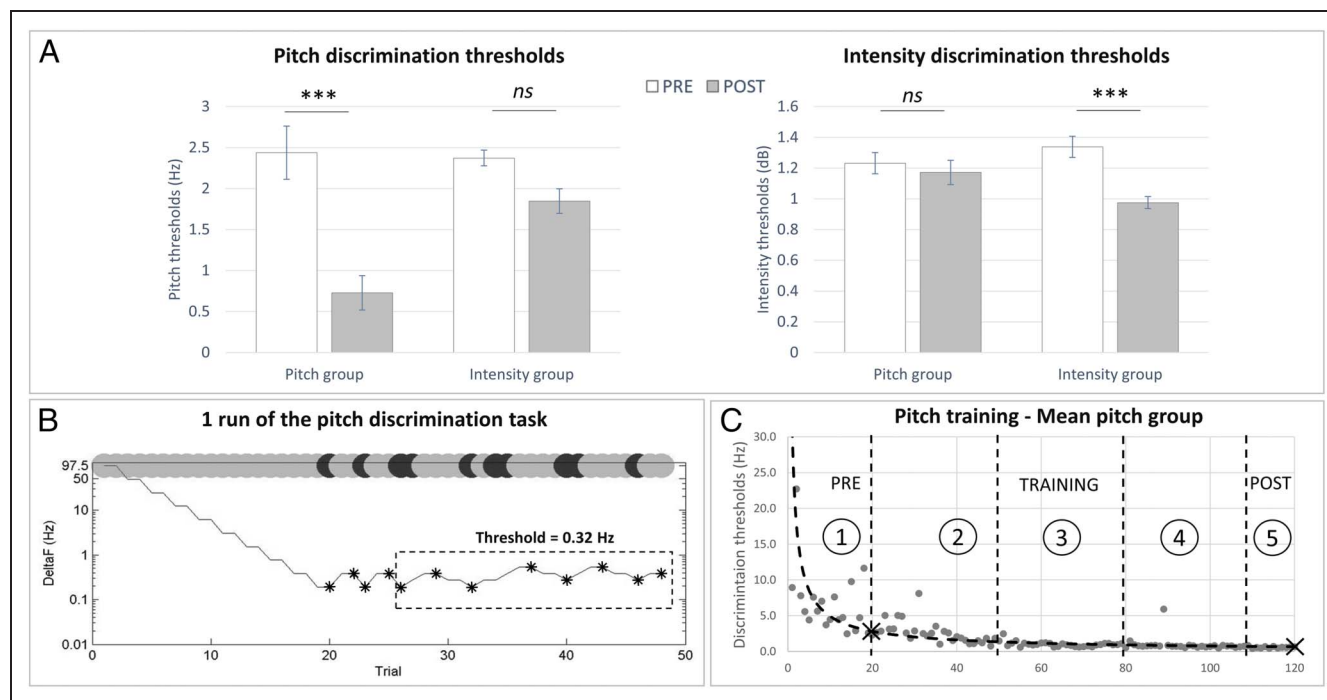 A
Pitch discrimination thresholds
Intensity discrimination thresholds
PRE POST
*** ns
ns ***
Pitch thresholds (Hz)
3
2.5
2
1.5
1
0.5
0
Pitch group Intensity group
Intensity thresholds (dB)
1.6
1.4
1.2
1
0.8
0.6
0.4
0.2
0
Pitch group Intensity group
B
1 run of the pitch discrimination task
DeltaF (Hz)
97.5
50
10
1
0.1
0.01
Threshold = 0.32 Hz
0 10 20 30 40 50
Trial
C
Pitch training - Mean pitch group
Discrimintaion thresholds (Hz)
30.0
25.0
20.0
15.0
10.0
5.0
0.0
PRE TRAINING POST
1 2 3 4 5
0 20 40 60 80 100 120